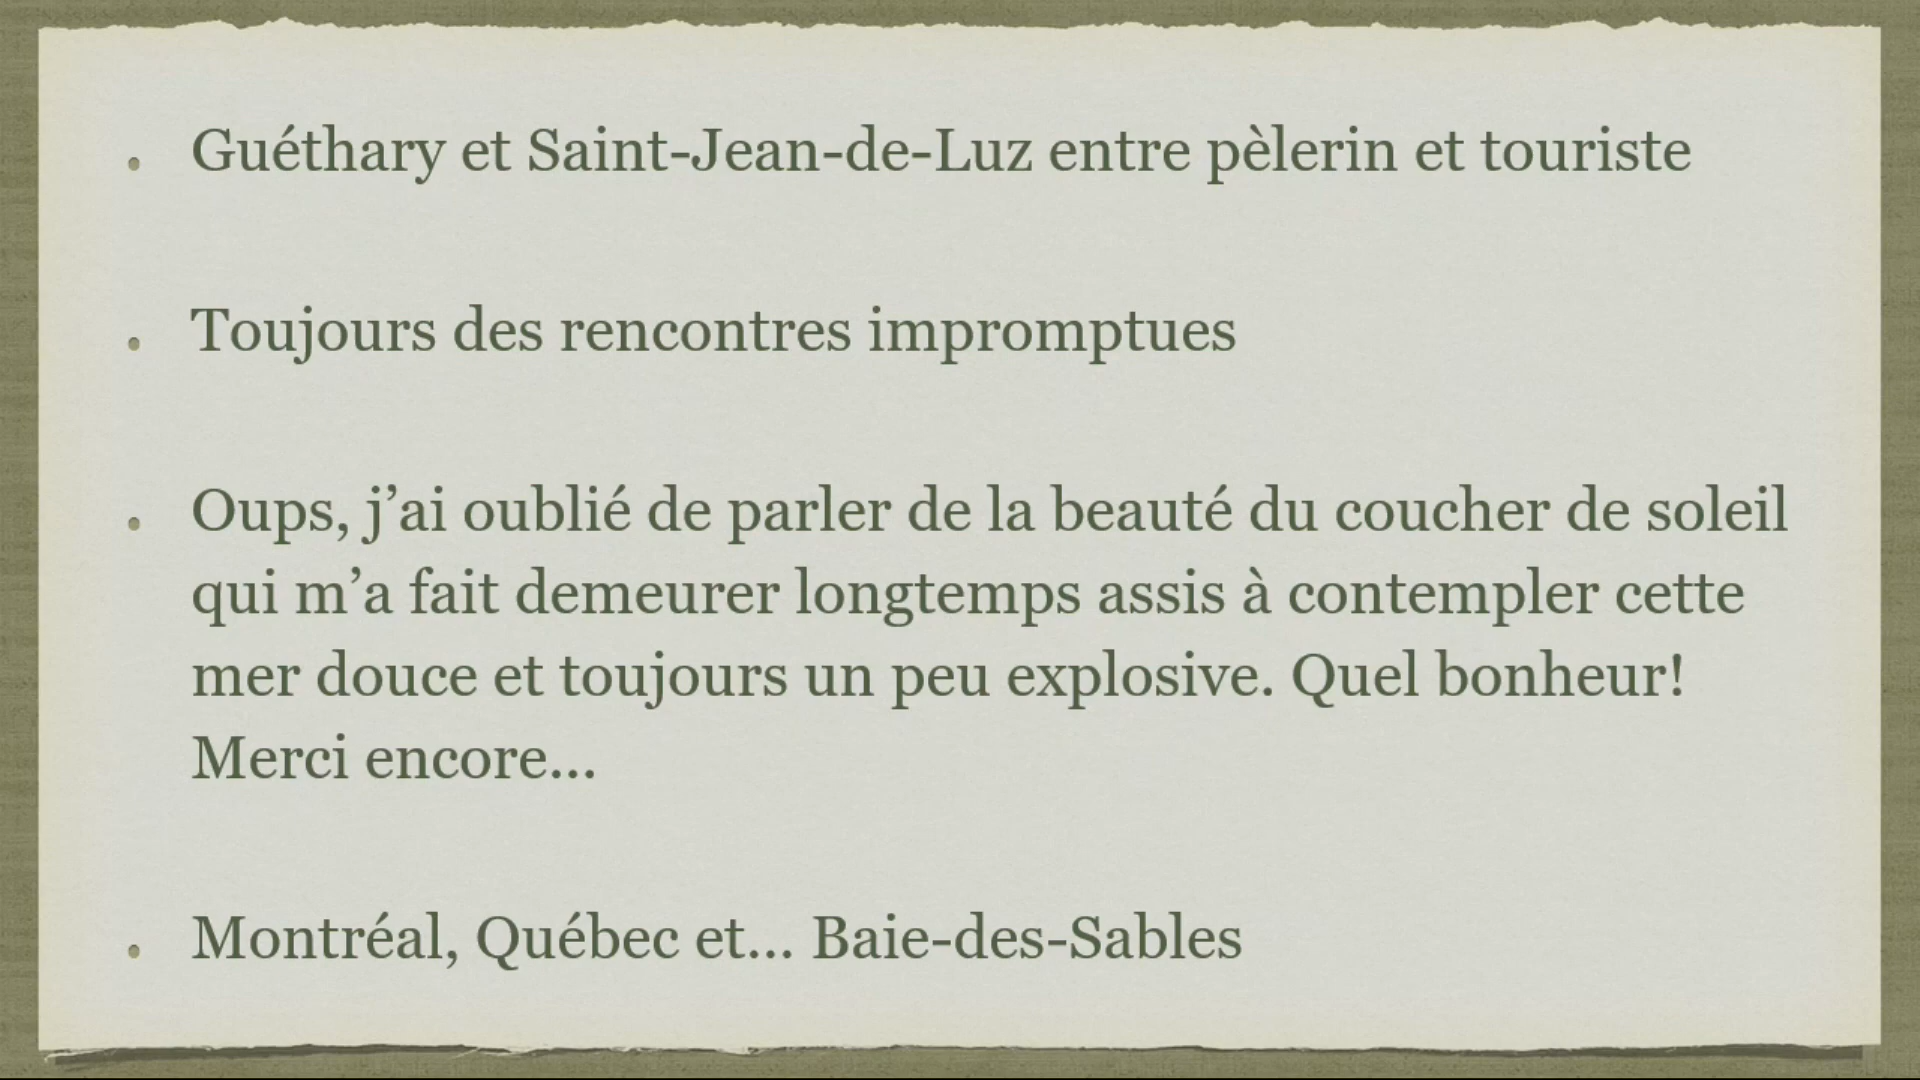 • Guéthary et Saint-Jean-de-Luz entre pèlerin et touriste
• Toujours des rencontres impromptues
• Oups, j’ai oublié de parler de la beauté du coucher de soleil
qui m’a fait demeurer longtemps assis à contempler cette
mer douce et toujours un peu explosive. Quel bonheur!
Merci encore...
• Montréal, Québec et... Baie-des-Sables